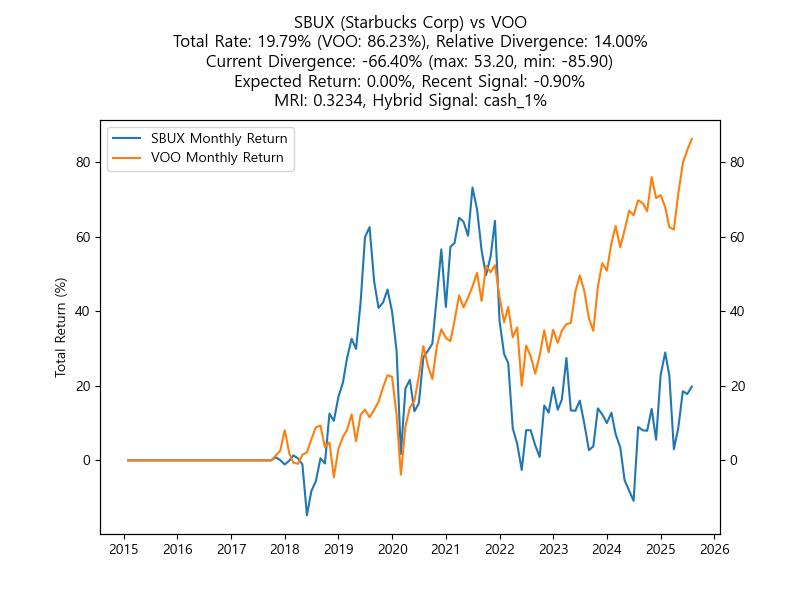 SBUX (Starbucks Corp) vs VOO
Total Rate: 19.79% (VOO: 86.23%), Relative Divergence: 14.00%
Current Divergence: -66.40% (max: 53.20, min: -85.90)
Expected Return: 0.00%, Recent Signal: -0.90%
MRI: 0.3234, Hybrid Signal: cash_1%
SBUX Monthly Return
VOO Monthly Return
Total Return (%)
80
60
40
20
0
80
60
40
20
0
2015 2016 2017 2018 2019 2020 2021 2022 2023 2024 2025 2026